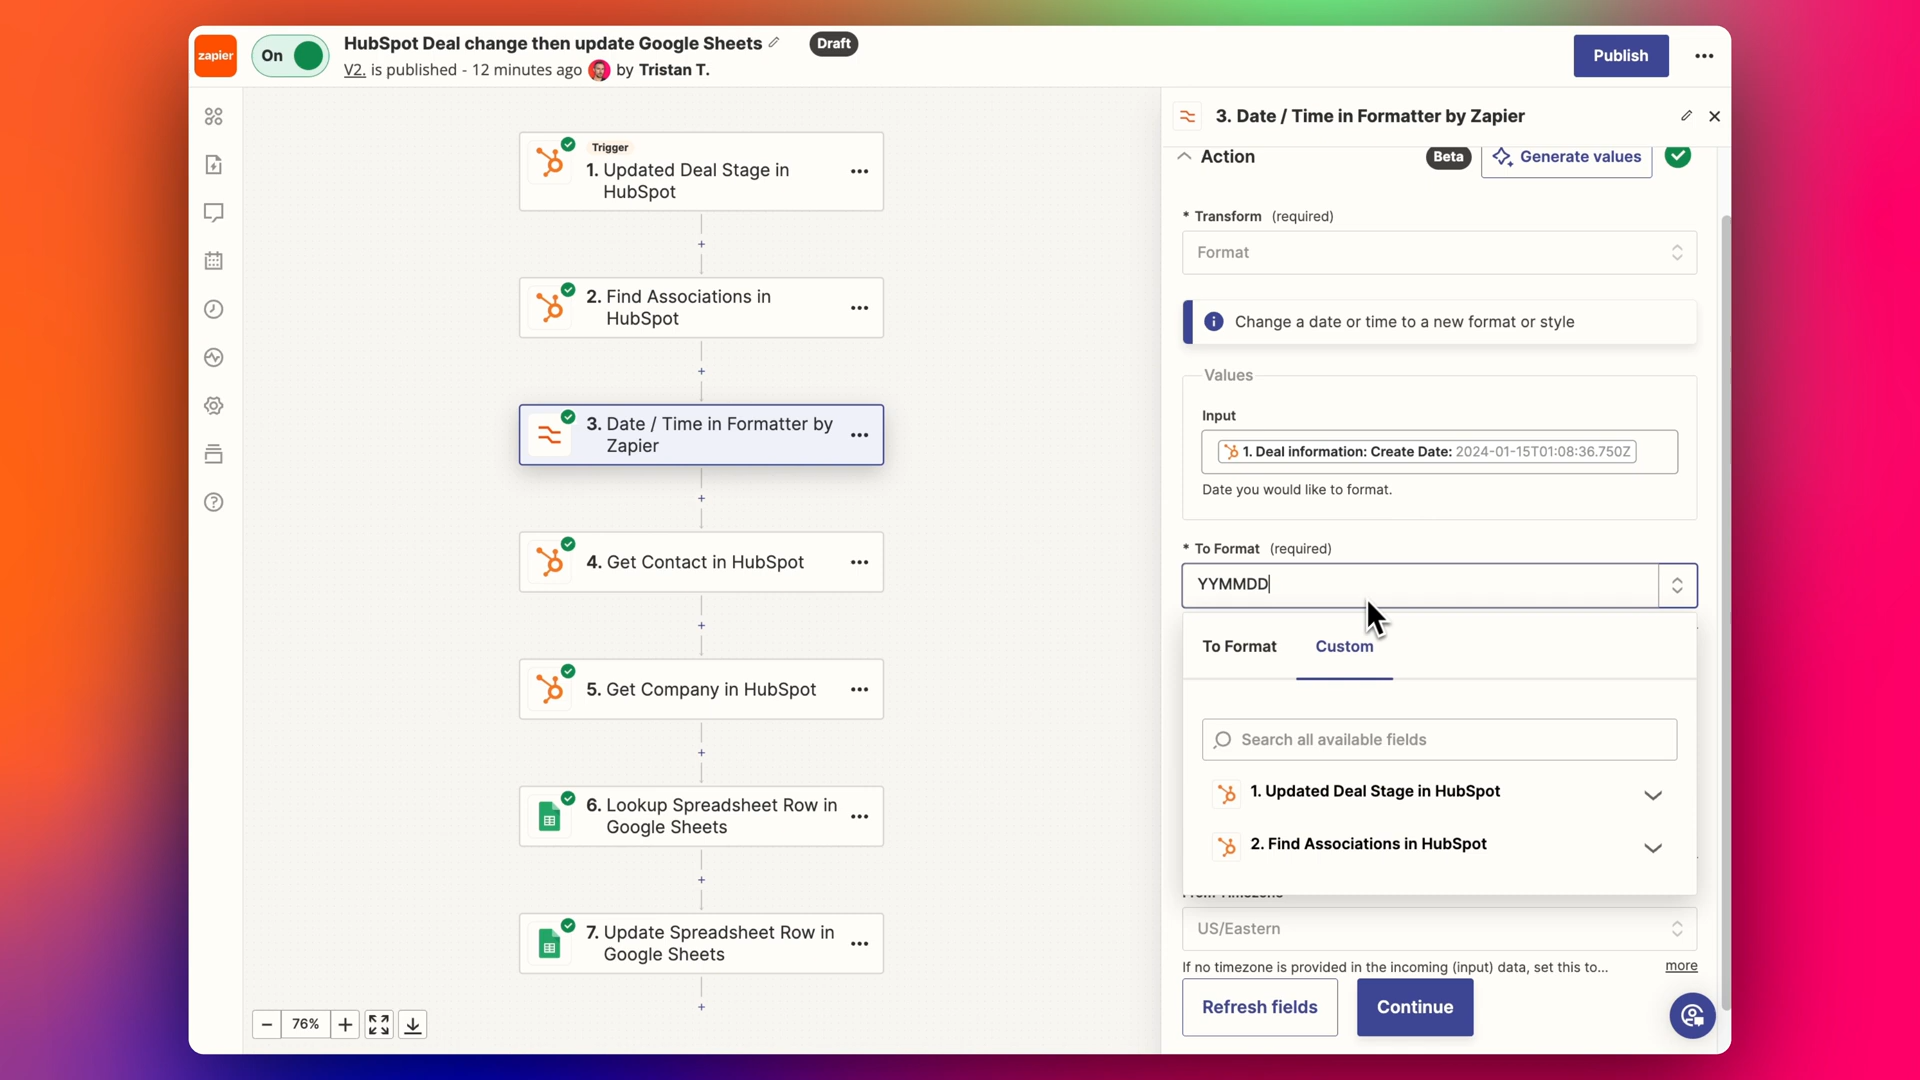 zapier
On
HubSpot Deal change then update Google Sheets
Draft
V2. is published - 12 minutes ago by Tristan T.
Publish
Trigger
1. Updated Deal Stage in
HubSpot
2. Find Associations in
HubSpot
3. Date / Time in Formatter by
Zapier
4. Get Contact in HubSpot
5. Get Company in HubSpot
6. Lookup Spreadsheet Row in
Google Sheets
7. Update Spreadsheet Row in
Google Sheets
76%
3. Date / Time in Formatter by Zapier
Action
Beta
Generate values
* Transform (required)
Format
Change a date or time to a new format or style
Values
Input
1. Deal information: Create Date: 2024-01-15T01:08:36.750Z
Date you would like to format.
* To Format (required)
YYMMDD
To Format
Custom
Search all available fields
1. Updated Deal Stage in HubSpot
2. Find Associations in HubSpot
US/Eastern
If no timezone is provided in the incoming (input) data, set this to...
more
Refresh fields
Continue